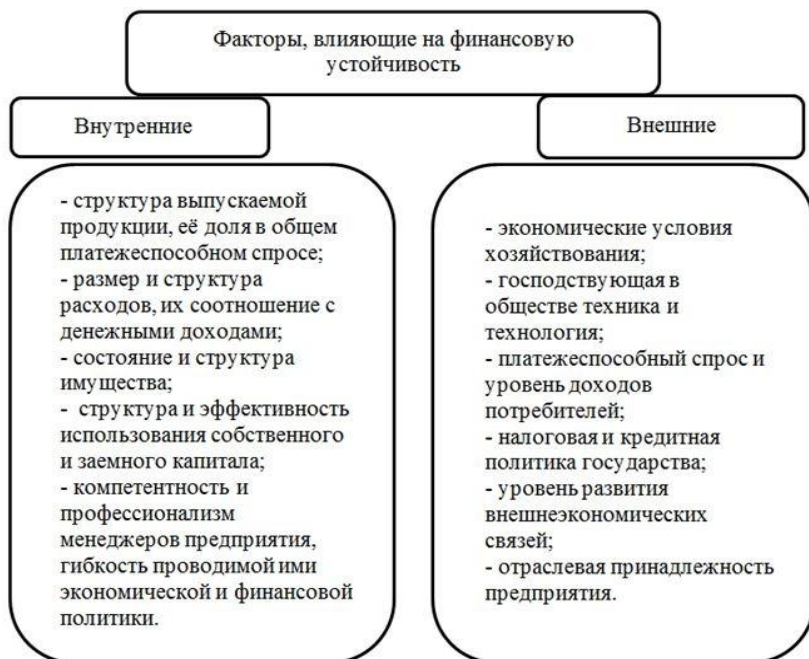 Факторы, влияющие на финансовую
устойчивость
Внутренние
- структура выпускаемой
продукции, её доля в общем
платежеспособном спросе;
- размер и структура
расходов, их соотношение с
денежными доходами;
- состояние и структура
имущества;
- структура и эффективность
использования собственного
и заемного капитала;
- компетентность и
профессионализм
менеджеров предприятия,
гибкость проводимой ими
экономической и финансовой
политики.
Внешние
- экономические условия
хозяйствования;
- господствующая в
обществе техника и
технология;
- платежеспособный спрос и
уровень доходов
потребителей;
- налоговая и кредитная
политика государства;
- уровень развития
внешнеэкономических
связей;
- отраслевая принадлежность
предприятия.